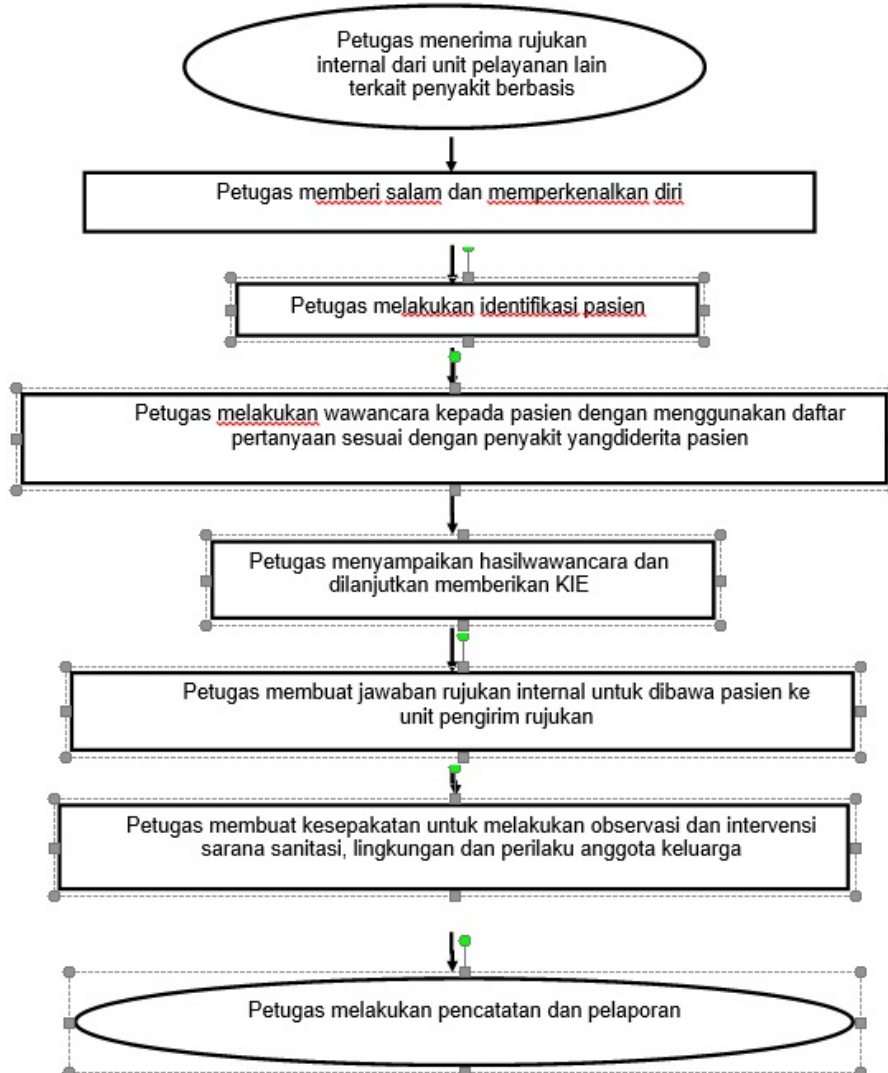 Petugas menerima rujukan
internal dari unit pelayanan lain
terkait penyakit berbasis
Petugas memberi salam dan memperkenalkan diri
Petugas melakukan identifikasi pasien
Petugas melakukan wawancara kepada pasien dengan menggunakan daftar
pertanyaan sesuai dengan penyakit yangdiderita pasien
Petugas menyampaikan hasilwawancara dan
dilanjutkan memberikan KIE
Petugas membuat jawaban rujukan internal untuk dibawa pasien ke
unit pengirim rujukan
Petugas membuat kesepakatan untuk melakukan observasi dan intervensi
sarana sanitasi, lingkungan dan perilaku anggota keluarga
Petugas melakukan pencatatan dan pelaporan